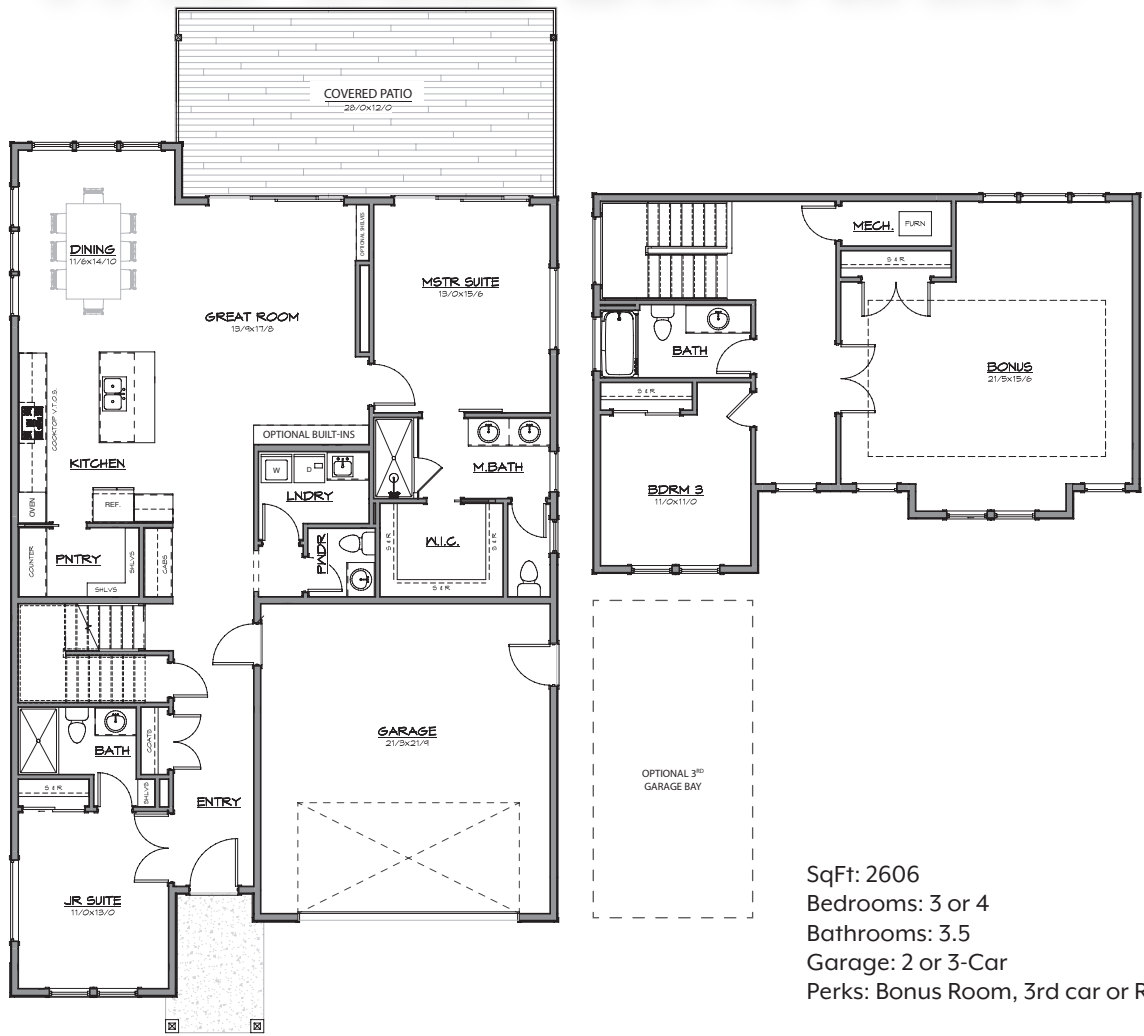 COVERED PATIO
28/0x12/0
DINING
11/6x14/10
GREAT ROOM
19/9x17/8
OPTIONAL SHLVS
MSTR SUITE
13/0x15/6
COOKTOP V.T.O.S.
KITCHEN
OVEN
REF.
OPTIONAL BUILT-INS
W
D
LNDRY
M.BATH
COUNTER
PNTRY
SHLVS
SHLVS
CABS
PWDR
S & R
W.I.C.
S & R
S & R
GARAGE
21/3x21/9
BATH
COATS
S & R
SHLVS
ENTRY
JR SUITE
11/0x13/0
MECH.
FURN
S & R
BATH
BONUS
21/5x15/6
S & R
BDRM 3
11/0x11/0
OPTIONAL 3RD
GARAGE BAY
SqFt: 2606
Bedrooms: 3 or 4
Bathrooms: 3.5
Garage: 2 or 3-Car
Perks: Bonus Room, 3rd car or R